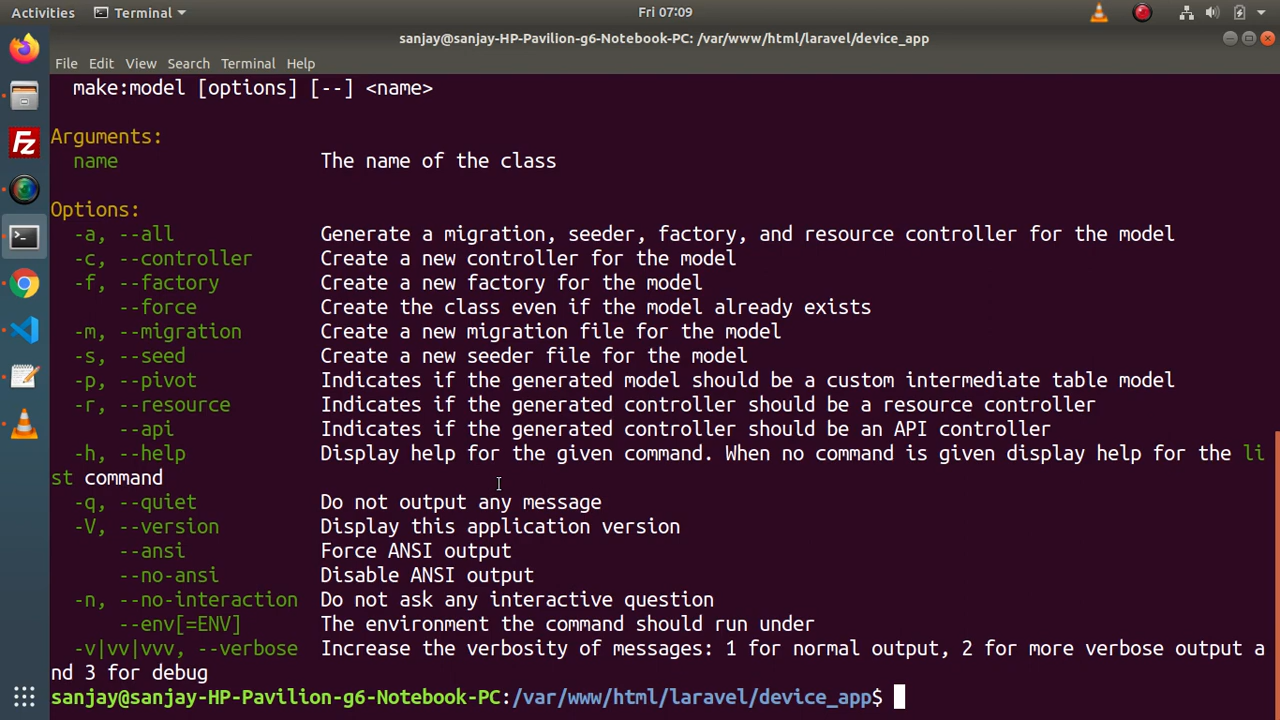 Activities Terminal Fri 07:09
sanjay@sanjay-HP-Pavilion-g6-Notebook-PC: /var/www/html/laravel/device_app
File Edit View Search Terminal Help
make:model [options] [--] <name>
Arguments:
name The name of the class
Options:
-a, --all Generate a migration, seeder, factory, and resource controller for the model
-c, --controller Create a new controller for the model
-f, --factory Create a new factory for the model
--force Create the class even if the model already exists
-m, --migration Create a new migration file for the model
-s, --seed Create a new seeder file for the model
-p, --pivot Indicates if the generated model should be a custom intermediate table model
-r, --resource Indicates if the generated controller should be a resource controller
--api Indicates if the generated controller should be an API controller
-h, --help Display help for the given command. When no command is given display help for the li
st command
-q, --quiet Do not output any message
-V, --version Display this application version
--ansi Force ANSI output
--no-ansi Disable ANSI output
-n, --no-interaction Do not ask any interactive question
--env[=ENV] The environment the command should run under
-v|vv|vvv, --verbose Increase the verbosity of messages: 1 for normal output, 2 for more verbose output a
nd 3 for debug
sanjay@sanjay-HP-Pavilion-g6-Notebook-PC:/var/www/html/laravel/device_app$